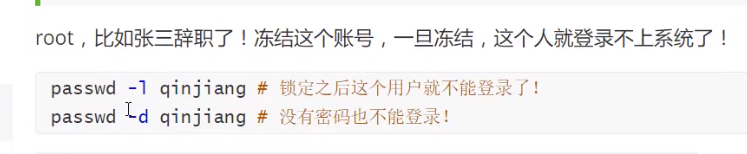 root，比如张三辞职了！冻结这个账号，一旦冻结，这个人就登录不上系统了！
passwd -l qinjiang # 锁定之后这个用户就不能登录了！
passwd -d qinjiang # 没有密码也不能登录！